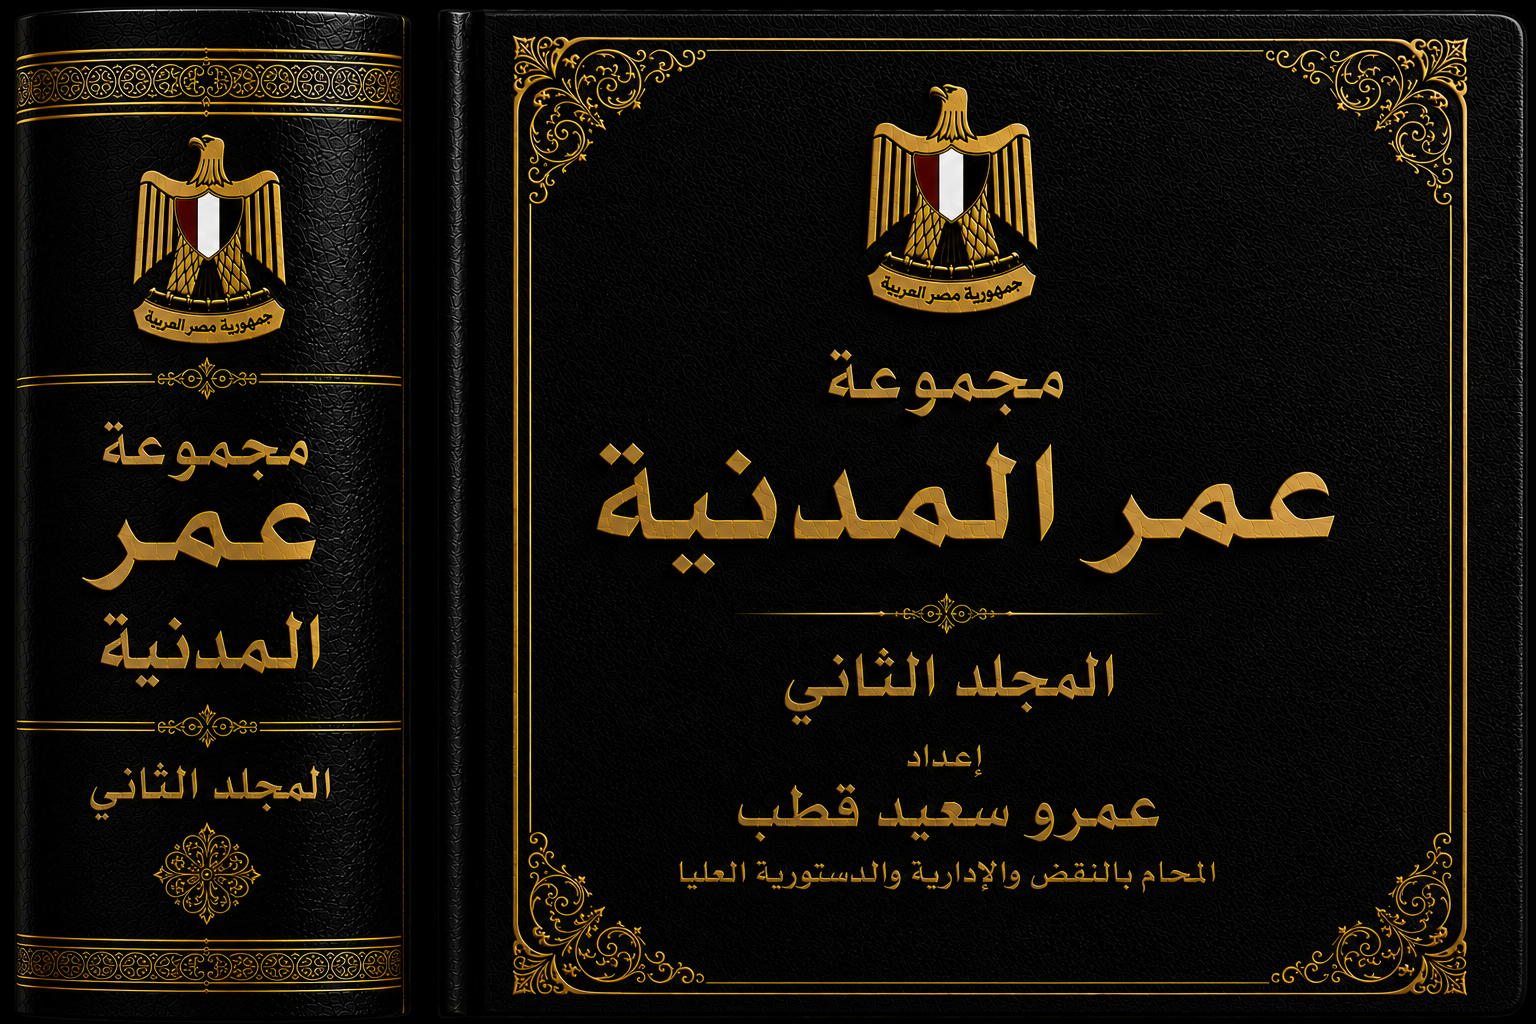 جمهورية مصر العربية
مجموعة
عمر
المدنية
المجلد الثاني
جمهورية مصر العربية
مجموعة
عمر المدنية
المجلد الثاني
إعداد
عمرو سعيد قطب
المحام بالنقض والإدارية والدستورية العليا